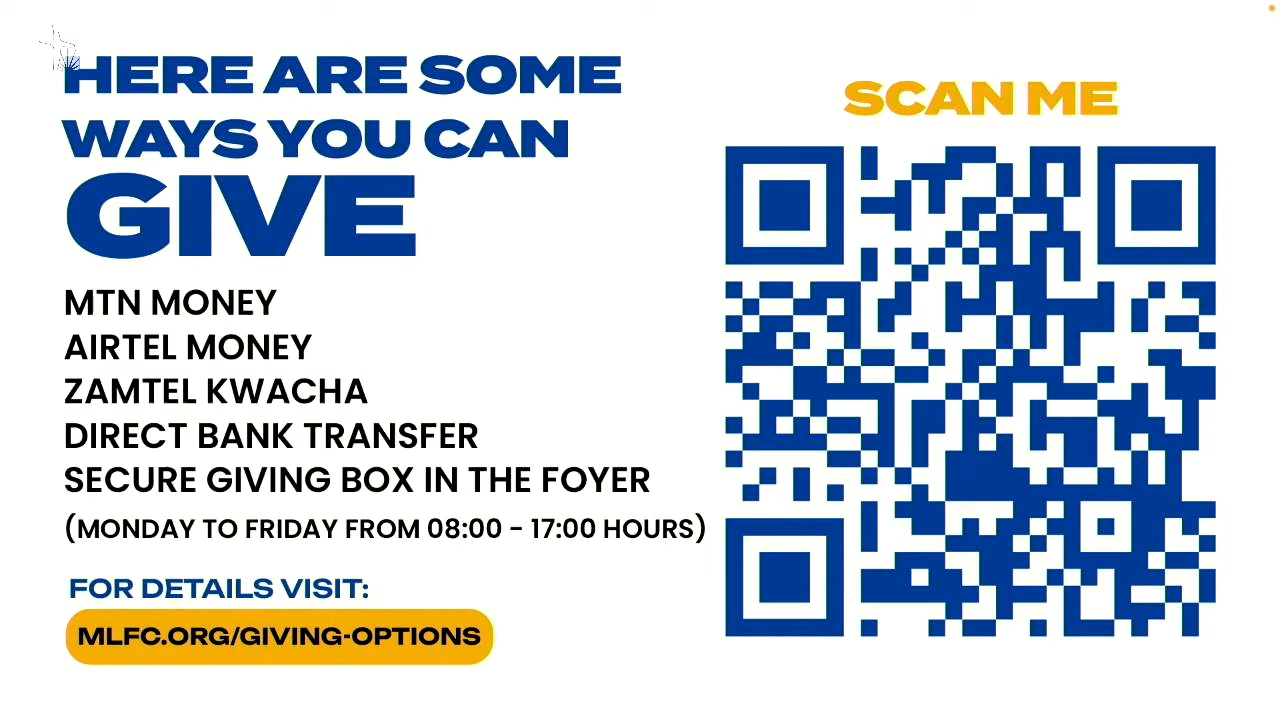 HERE ARE SOME
WAYS YOU CAN
GIVE
MTN MONEY
AIRTEL MONEY
ZAMTEL KWACHA
DIRECT BANK TRANSFER
SECURE GIVING BOX IN THE FOYER
(MONDAY TO FRIDAY FROM 08:00 - 17:00 HOURS)
FOR DETAILS VISIT:
MLFC.ORG/GIVING-OPTIONS
SCAN ME